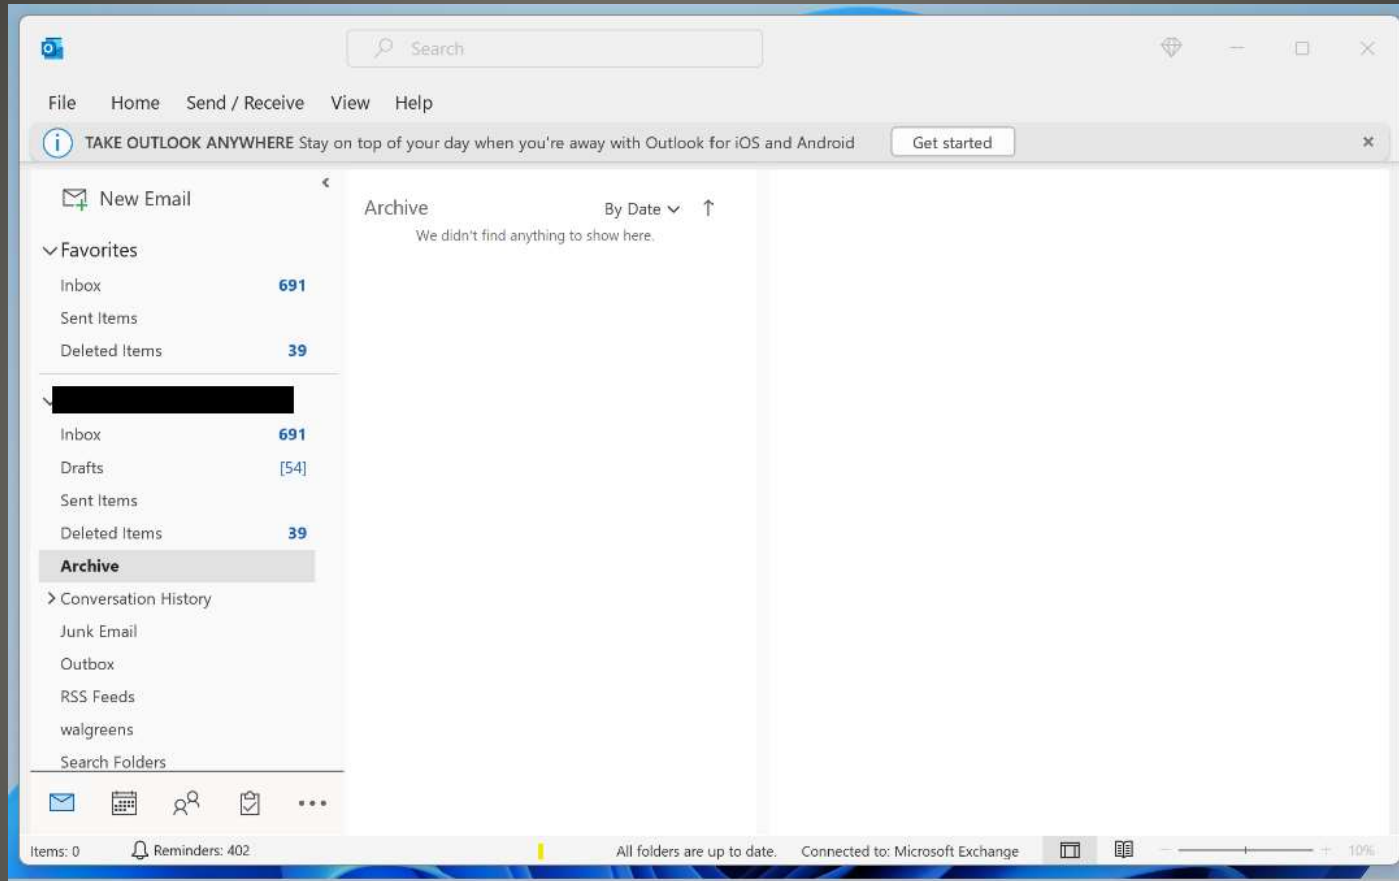 Search
File Home Send / Receive View Help
TAKE OUTLOOK ANYWHERE Stay on top of your day when you're away with Outlook for iOS and Android Get started
New Email
Favorites
Inbox 691
Sent Items
Deleted Items 39
Inbox 691
Drafts [54]
Sent Items
Deleted Items 39
Archive
Conversation History
Junk Email
Outbox
RSS Feeds
walgreens
Search Folders
Archive By Date
We didn't find anything to show here.
Items: 0 Reminders: 402 All folders are up to date. Connected to: Microsoft Exchange 10%